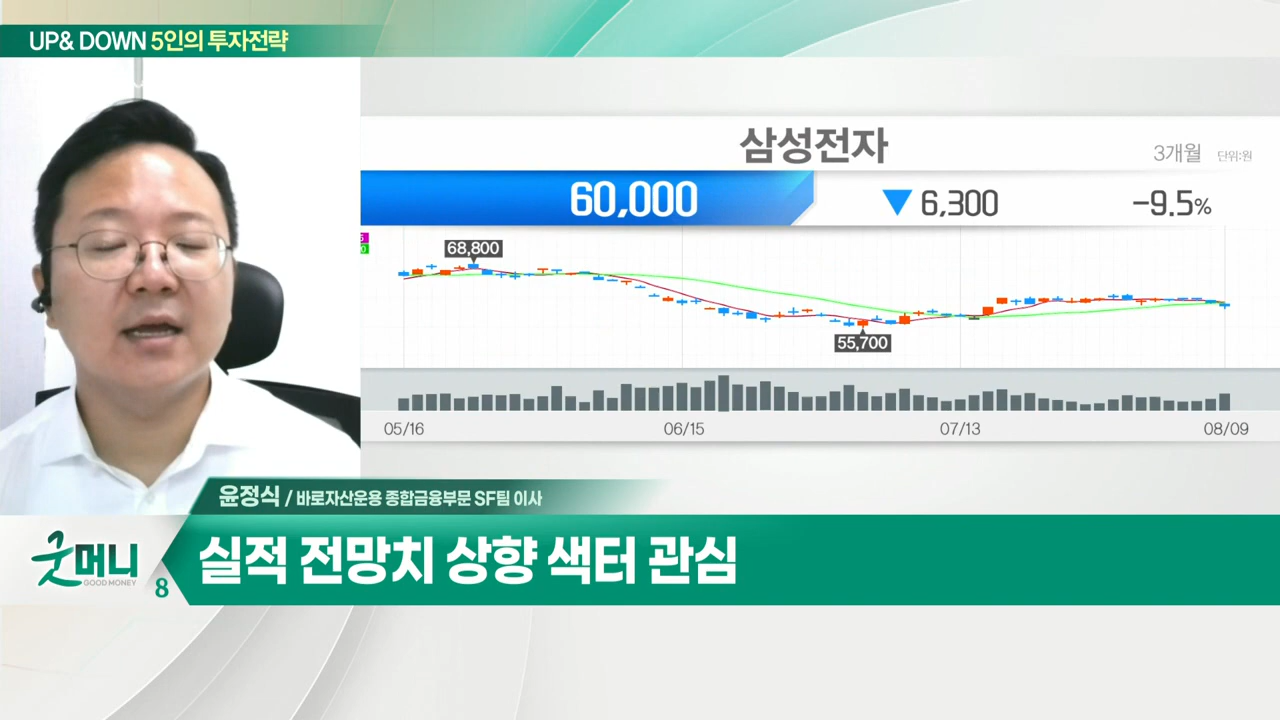 UP& DOWN 5인의 투자전략
삼성전자
3개월 단위:원
60,000 ▼ 6,300 -9.5%
68,800
55,700
05/16 06/15 07/13 08/09
윤정식 / 바로자산운용 종합금융부문 SF팀 이사
굿머니
GOOD MONEY
8
실적 전망치 상향 색터 관심